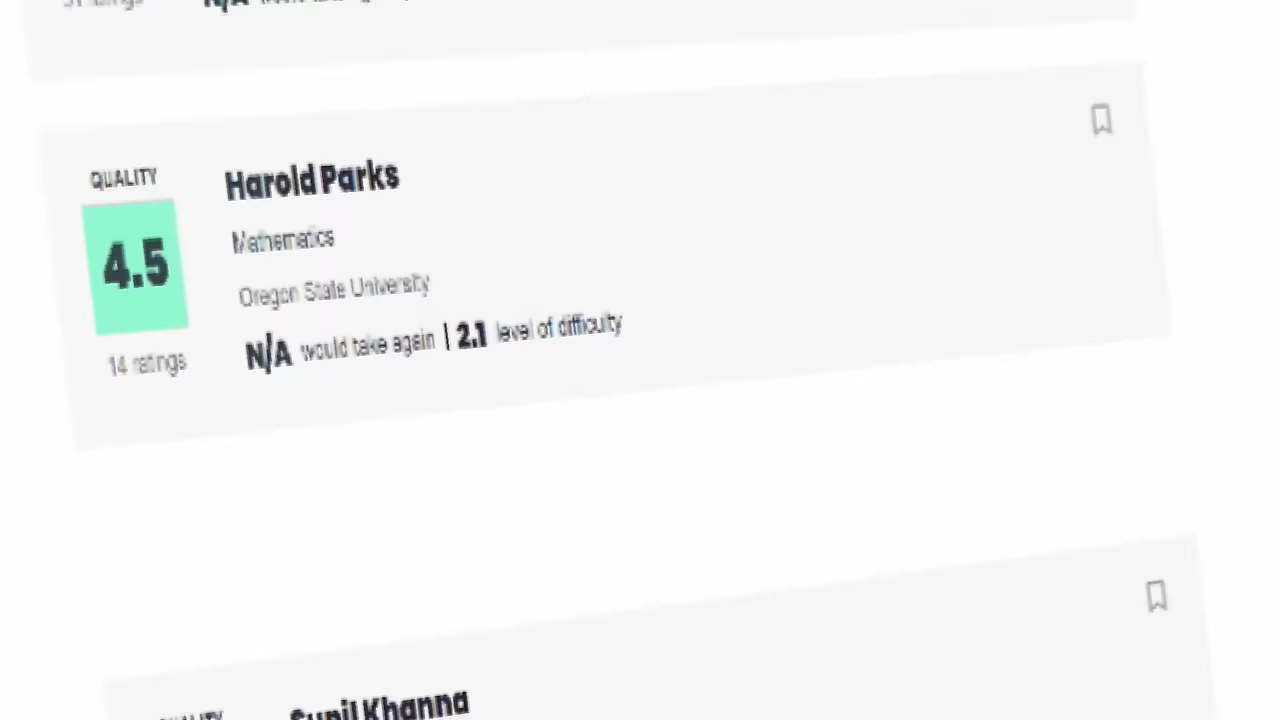 N/A
QUALITY
Harold Parks
4.5
Mathematics
Oregon State University
14 ratings
N/A would take again | 2.1 level of difficulty
QUALITY
Sunil Khanna